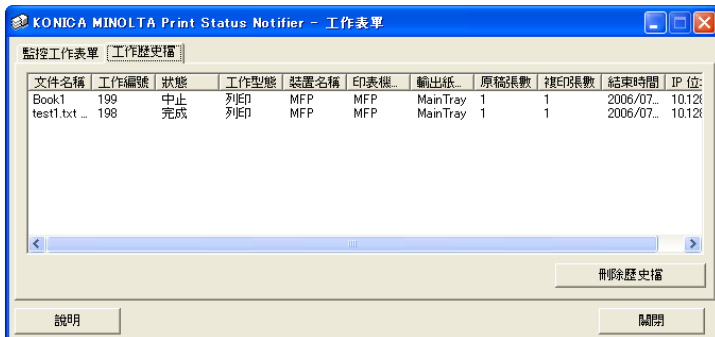 KONICA MINOLTA Print Status Notifier - 工作表單
監控工作表單 工作歷史檔
文件名稱 工作編號 狀態 工作型態 裝置名稱 印表機... 輸出紙... 原稿張數 複印張數 結束時間 IP 位
Book1 199 中止 列印 MFP MFP MainTray 1 1 2006/07... 10.128
test1.txt ... 198 完成 列印 MFP MFP MainTray 1 1 2006/07... 10.128
刪除歷史檔
說明 關閉